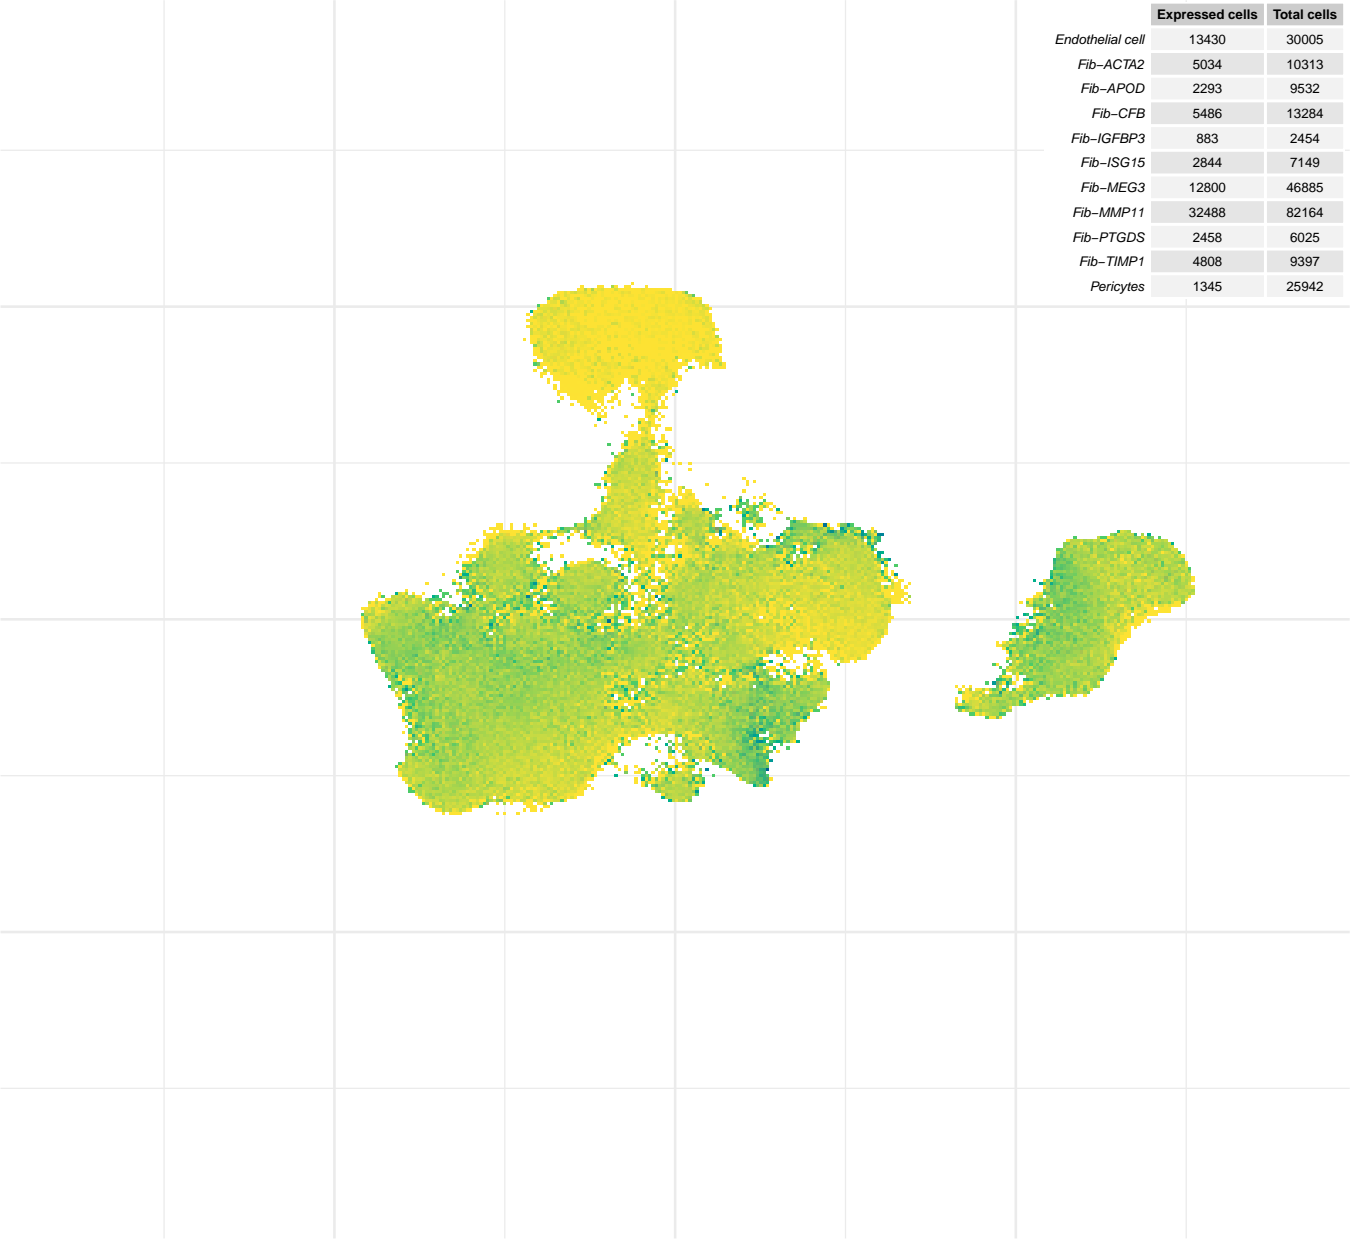 Expressed cells Total cells
Endothelial cell 13430 30005
Fib−ACTA2 5034 10313
Fib−APOD 2293 9532
Fib−CFB 5486 13284
Fib−IGFBP3 883 2454
Fib−ISG15 2844 7149
Fib−MEG3 12800 46885
Fib−MMP11 32488 82164
Fib−PTGDS 2458 6025
Fib−TIMP1 4808 9397
Pericytes 1345 25942